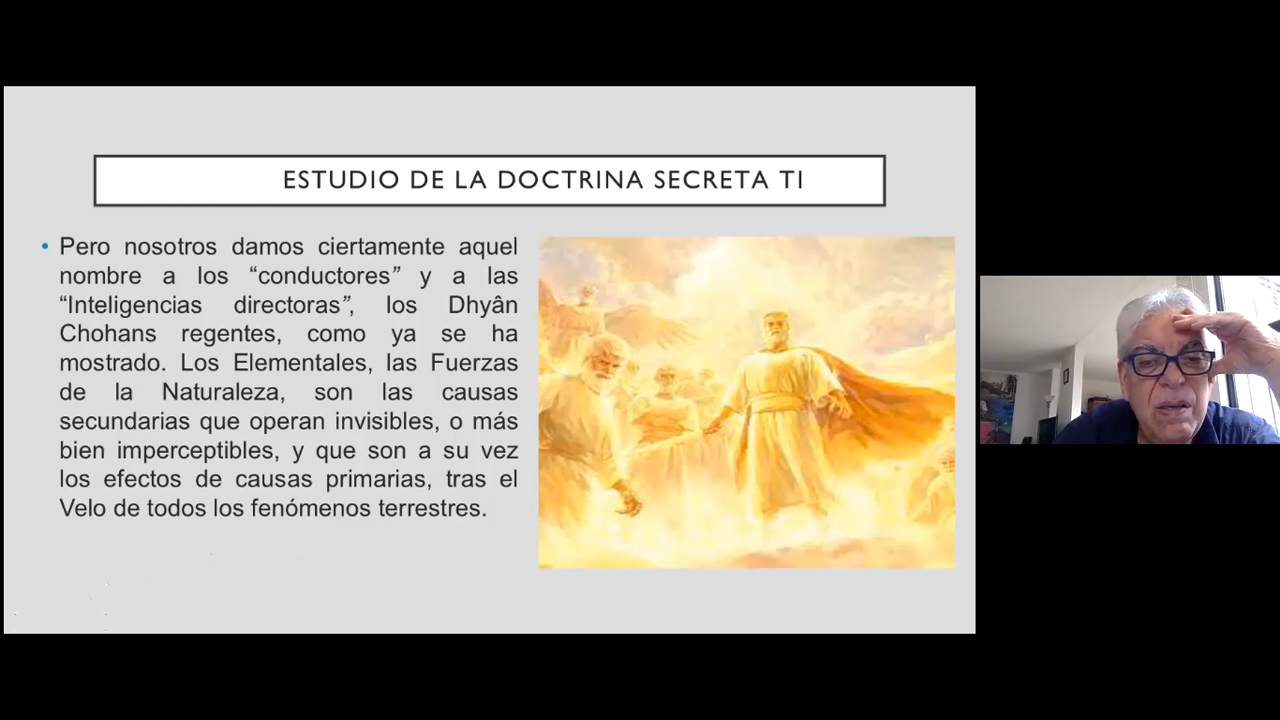 ESTUDIO DE LA DOCTRINA SECRETA TI
• Pero nosotros damos ciertamente aquel
nombre a los “conductores” y a las
“Inteligencias directoras”, los Dhyân
Chohans regentes, como ya se ha
mostrado. Los Elementales, las Fuerzas
de la Naturaleza, son las causas
secundarias que operan invisibles, o más
bien imperceptibles, y que son a su vez
los efectos de causas primarias, tras el
Velo de todos los fenómenos terrestres.